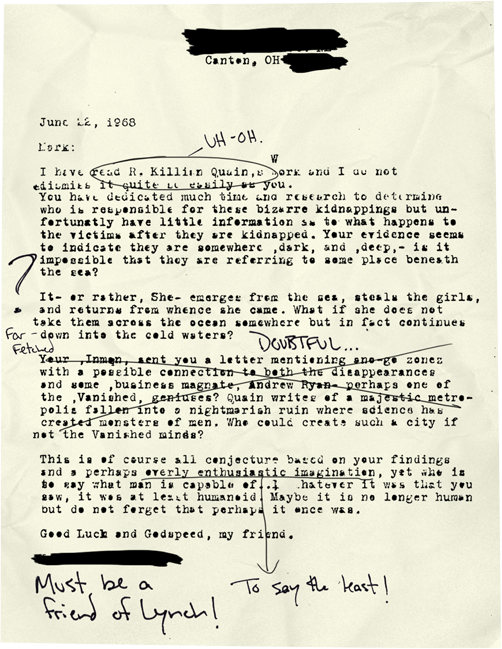 Canton, OH
June 22, 1968
UH-OH.
Mark:
W
I have read R. Killian Quain,s ork and I do not
dismiss it quite as easily as you.
You have dedicated much time and research to determine
who is responsible for these bizarre kidnappings but un-
fortunately have little information as to what happens to
the victims after they are kidnapped. Your evidence seems
to indicate they are somewhere ,dark, and ,deep,- is it
impossible that they are referring to some place beneath
the sea?
?
It- or rather, She- emerges from the sea, steals the girls,
and returns from whence she came. What if she does not
take them across the ocean somewhere but in fact continues
down into the cold waters?
Far-
Fetched
DOUBTFUL...
Your ,Inmon, sent you a letter mentioning ano-go zones
with a possible connection to both the disappearances
and some ,business magnate, Andrew Ryan- perhaps one of
the ,Vanished, geniuses? Quain writes of a majestic metro-
polis fallen into a nightmarish ruin where science has
created monsters of men. Who could create such a city if
not the Vanished minds?
This is of course all conjecture based on your findings
and a perhaps overly enthusiastic imagination, yet who is
to say what man is capable of...  .hatever it was that you
saw, it was at least humanoid. Maybe it is no longer human
but do not forget that perhaps it once was.
Good Luck and Godspeed, my friend.
Must be a
friend of Lynch!
To say the least!